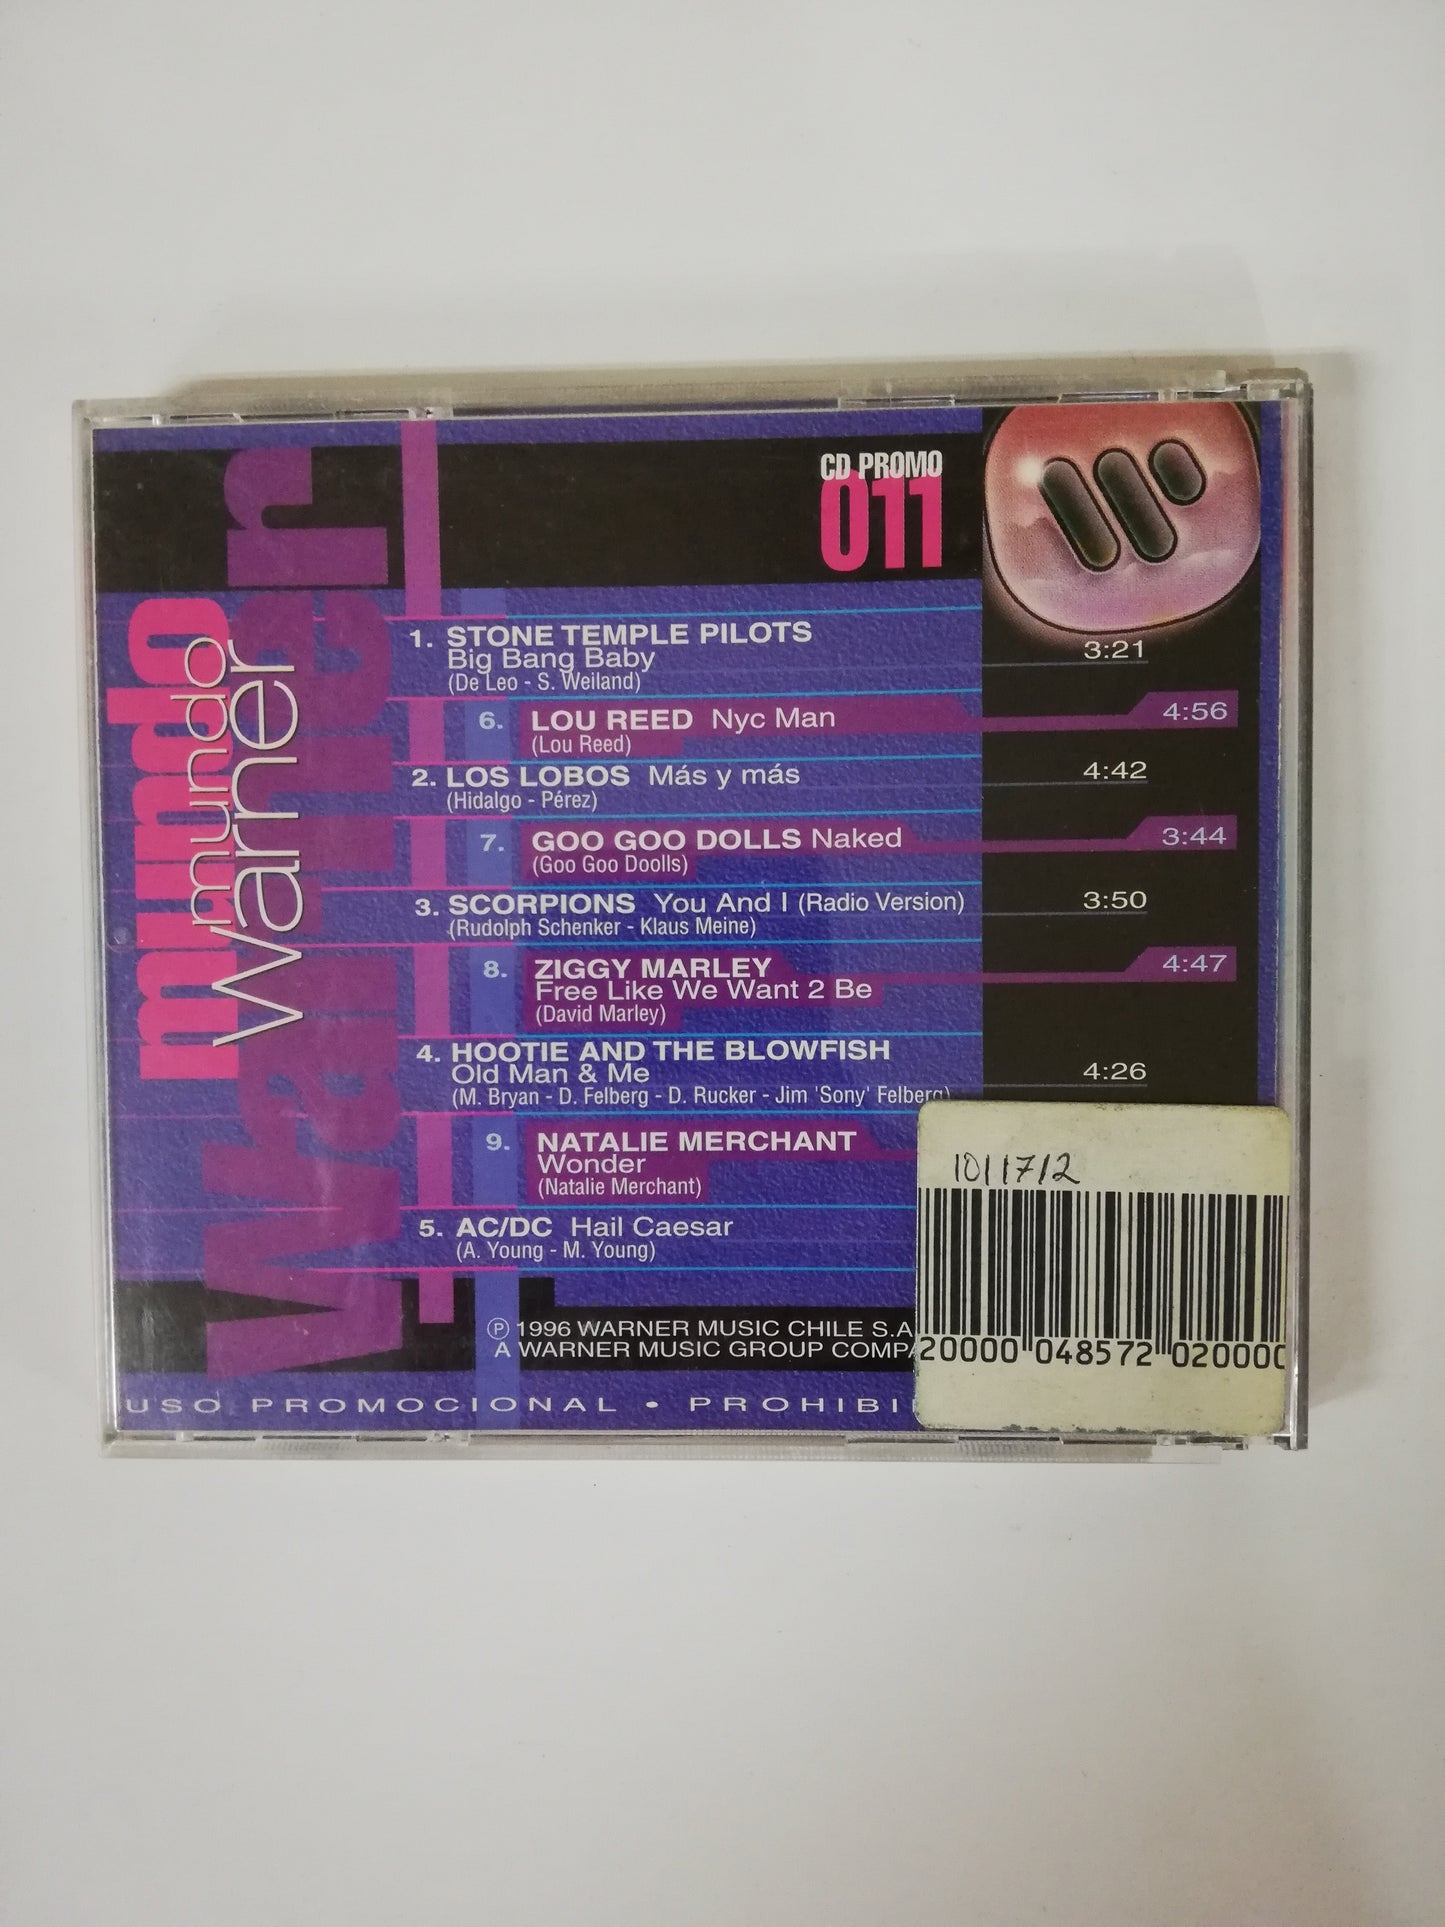 CD PROMO
011
mundo
Warner
mundo
Warner
1. STONE TEMPLE PILOTS
Big Bang Baby 3:21
(De Leo - S. Weiland)
6. LOU REED Nyc Man 4:56
(Lou Reed)
2. LOS LOBOS Más y más 4:42
(Hidalgo - Pérez)
7. GOO GOO DOLLS Naked 3:44
(Goo Goo Doolls)
3. SCORPIONS You And I (Radio Version) 3:50
(Rudolph Schenker - Klaus Meine)
8. ZIGGY MARLEY 4:47
Free Like We Want 2 Be
(David Marley)
4. HOOTIE AND THE BLOWFISH
Old Man & Me 4:26
(M. Bryan - D. Felberg - D. Rucker - Jim 'Sony' Felberg)
9. NATALIE MERCHANT
Wonder
(Natalie Merchant)
5. AC/DC Hail Caesar
(A. Young - M. Young)
℗ 1996 WARNER MUSIC CHILE S.A
A WARNER MUSIC GROUP COMPA
USO PROMOCIONAL • PROHIBI
1011712
20000 048572 020000